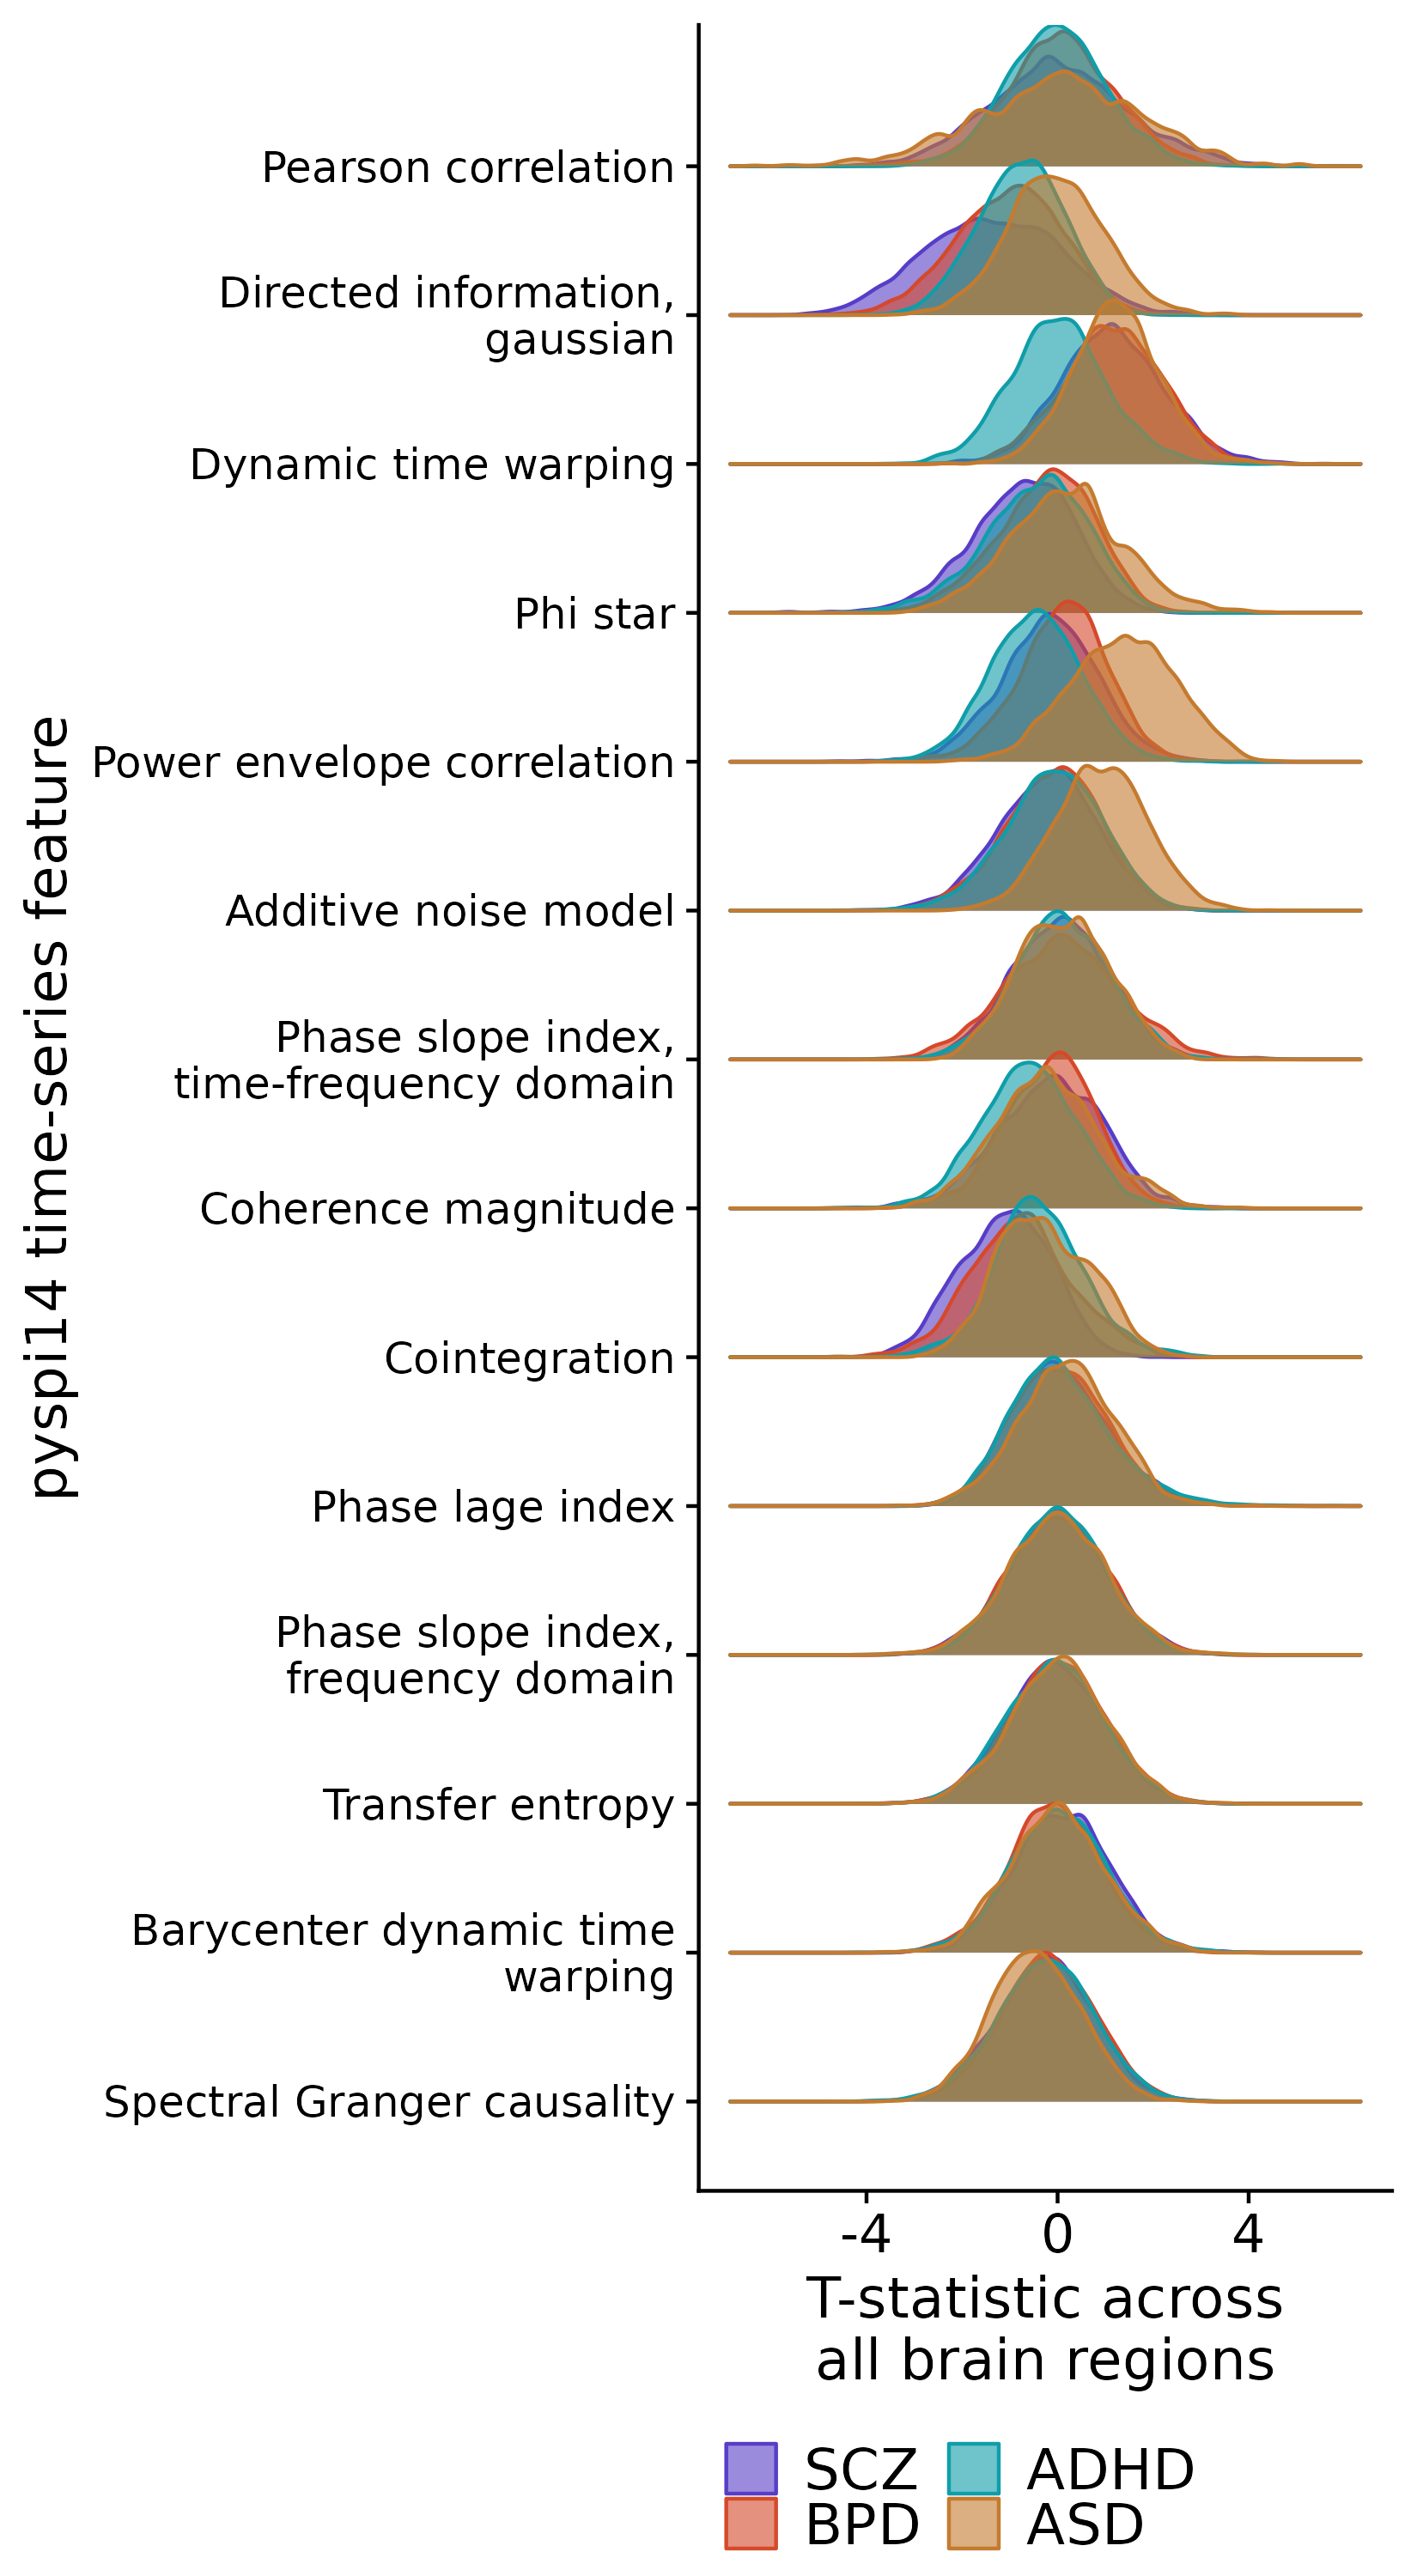 pyspi14 time-series feature
Pearson correlation
Directed information,
gaussian
Dynamic time warping
Phi star
Power envelope correlation
Additive noise model
Phase slope index,
time-frequency domain
Coherence magnitude
Cointegration
Phase lage index
Phase slope index,
frequency domain
Transfer entropy
Barycenter dynamic time
warping
Spectral Granger causality
-4 0 4
T-statistic across
all brain regions
SCZ ADHD
BPD ASD